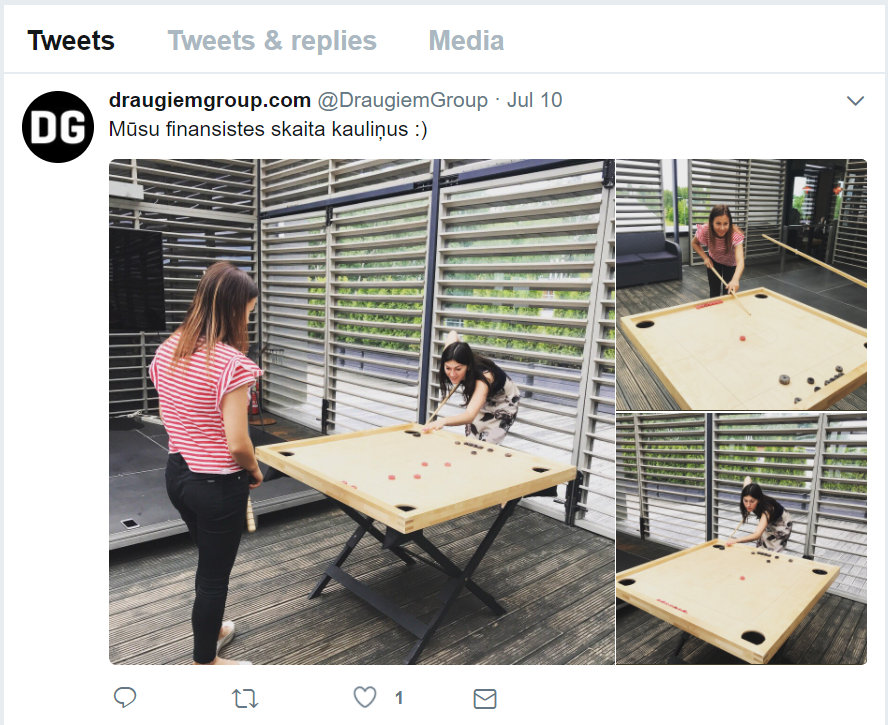 Tweets Tweets & replies Media
DG
draugiemgroup.com @DraugiemGroup · Jul 10
Mūsu finansistes skaita kauliņus :)
1